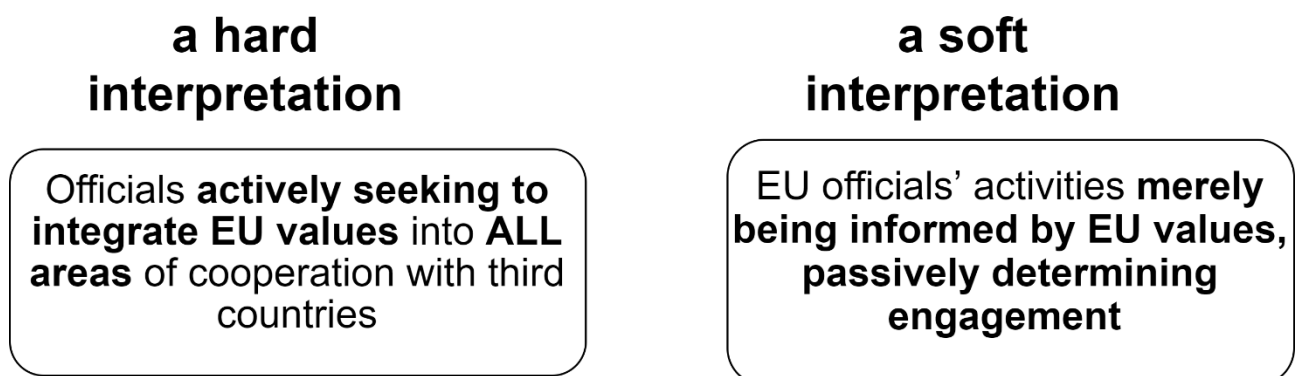 a hard
interpretation
Officials actively seeking to
integrate EU values into ALL
areas of cooperation with third
countries
a soft
interpretation
EU officials’ activities merely
being informed by EU values,
passively determining
engagement